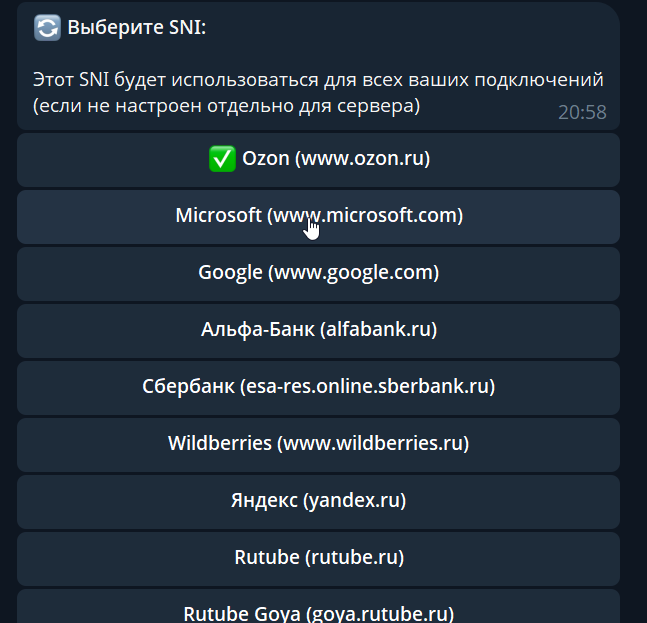 Выберите SNI:
Этот SNI будет использоваться для всех ваших подключений
(если не настроен отдельно для сервера)
20:58
Ozon (www.ozon.ru)
Microsoft (www.microsoft.com)
Google (www.google.com)
Альфа-Банк (alfabank.ru)
Сбербанк (esa-res.online.sberbank.ru)
Wildberries (www.wildberries.ru)
Яндекс (yandex.ru)
Rutube (rutube.ru)
Rutube Goya (goya.rutube.ru)